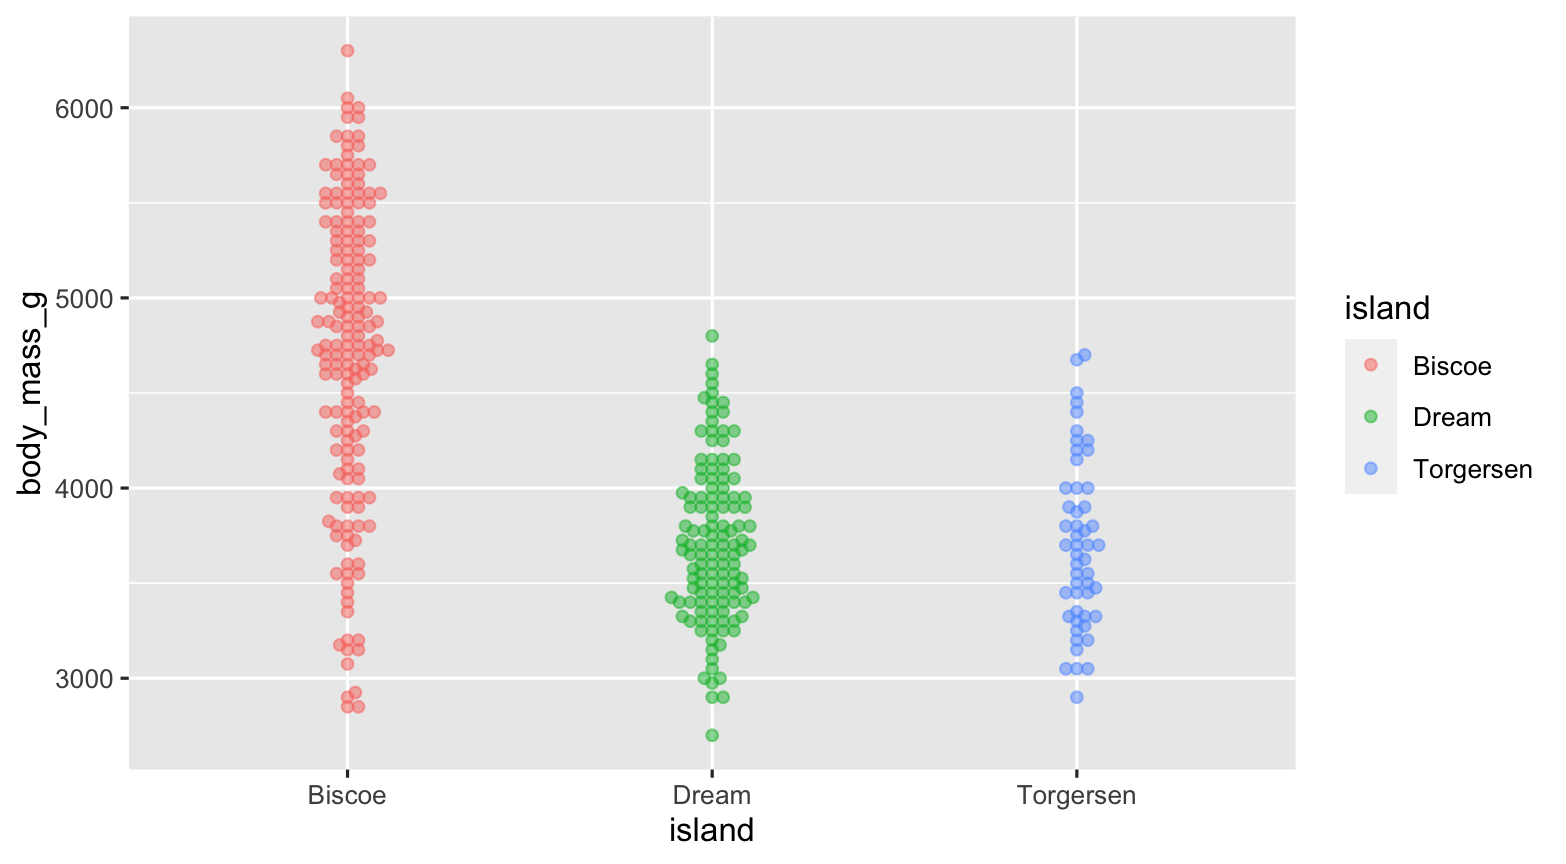 6000
5000
4000
3000
body_mass_g
Biscoe
Dream
Torgersen
island
island
Biscoe
Dream
Torgersen